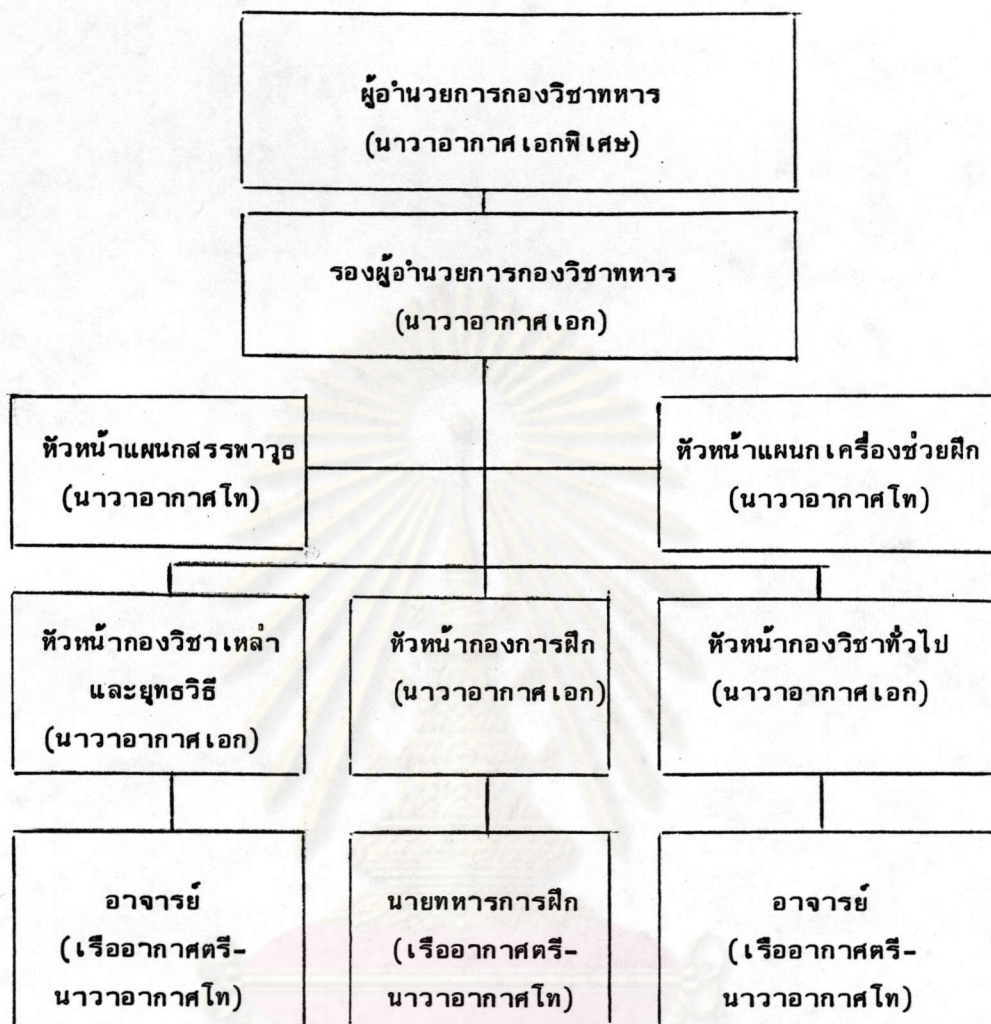 ผู้อำนวยการกองวิชาทหาร
(นาวาอากาศเอกพิเศษ)
รองผู้อำนวยการกองวิชาทหาร
(นาวาอากาศเอก)
หัวหน้าแผนกสรรพาวุธ
(นาวาอากาศโท)
หัวหน้าแผนกเครื่องช่วยฝึก
(นาวาอากาศโท)
หัวหน้ากองวิชาเหล่า
และยุทธวิธี
(นาวาอากาศเอก)
หัวหน้ากองการฝึก
(นาวาอากาศเอก)
หัวหน้ากองวิชาทั่วไป
(นาวาอากาศเอก)
อาจารย์
(เรืออากาศตรี-
นาวาอากาศโท)
นายทหารการฝึก
(เรืออากาศตรี-
นาวาอากาศโท)
อาจารย์
(เรืออากาศตรี-
นาวาอากาศโท)